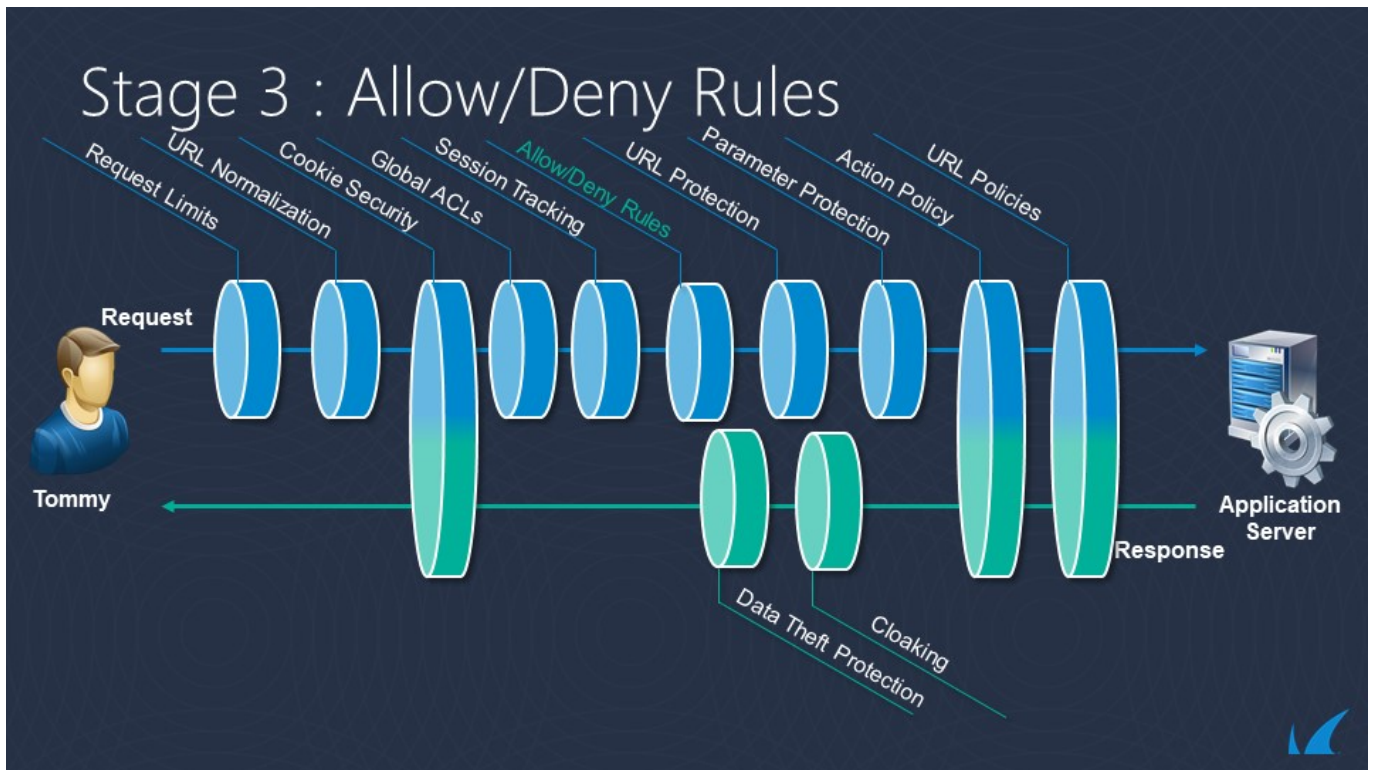 Stage 3 : Allow/Deny Rules
Request Limits
URL Normalization
Cookie Security
Global ACLs
Session Tracking
Allow/Deny Rules
URL Protection
Parameter Protection
Action Policy
URL Policies
Request
Tommy
Application
Server
Response
Data Theft Protection
Cloaking